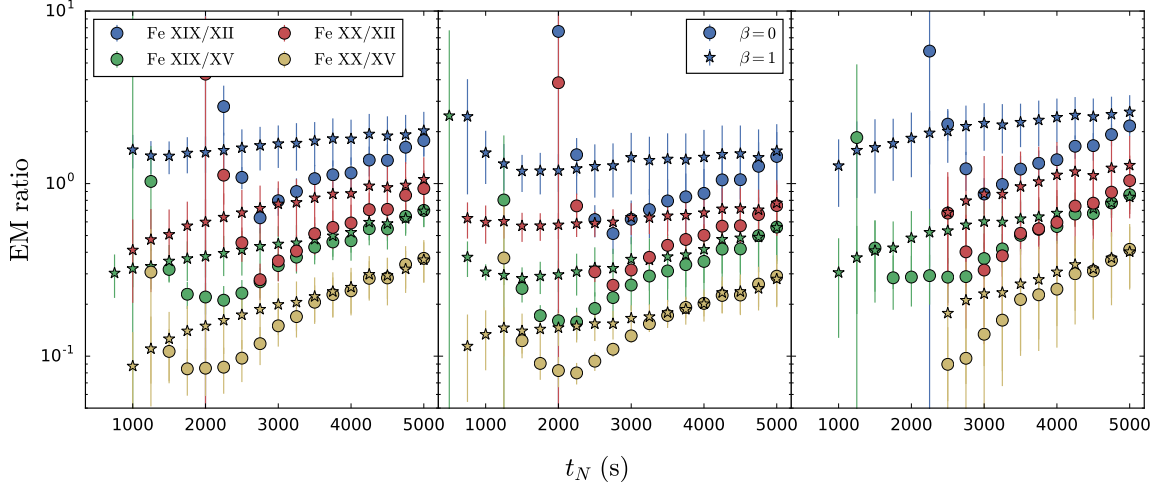 EM ratio
10^1
10^0
10^{-1}
Fe XIX/XII
Fe XX/XII
Fe XIX/XV
Fe XX/XV
β = 0
β = 1
1000 2000 3000 4000 5000
1000 2000 3000 4000 5000
1000 2000 3000 4000 5000
t_N (s)